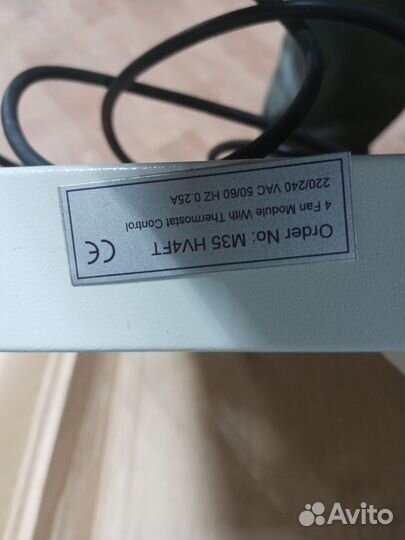 Order No: M35 HV4FT
4 Fan Module With Thermostat Control
220/240 VAC 50/60 HZ 0.25A
CE
Avito